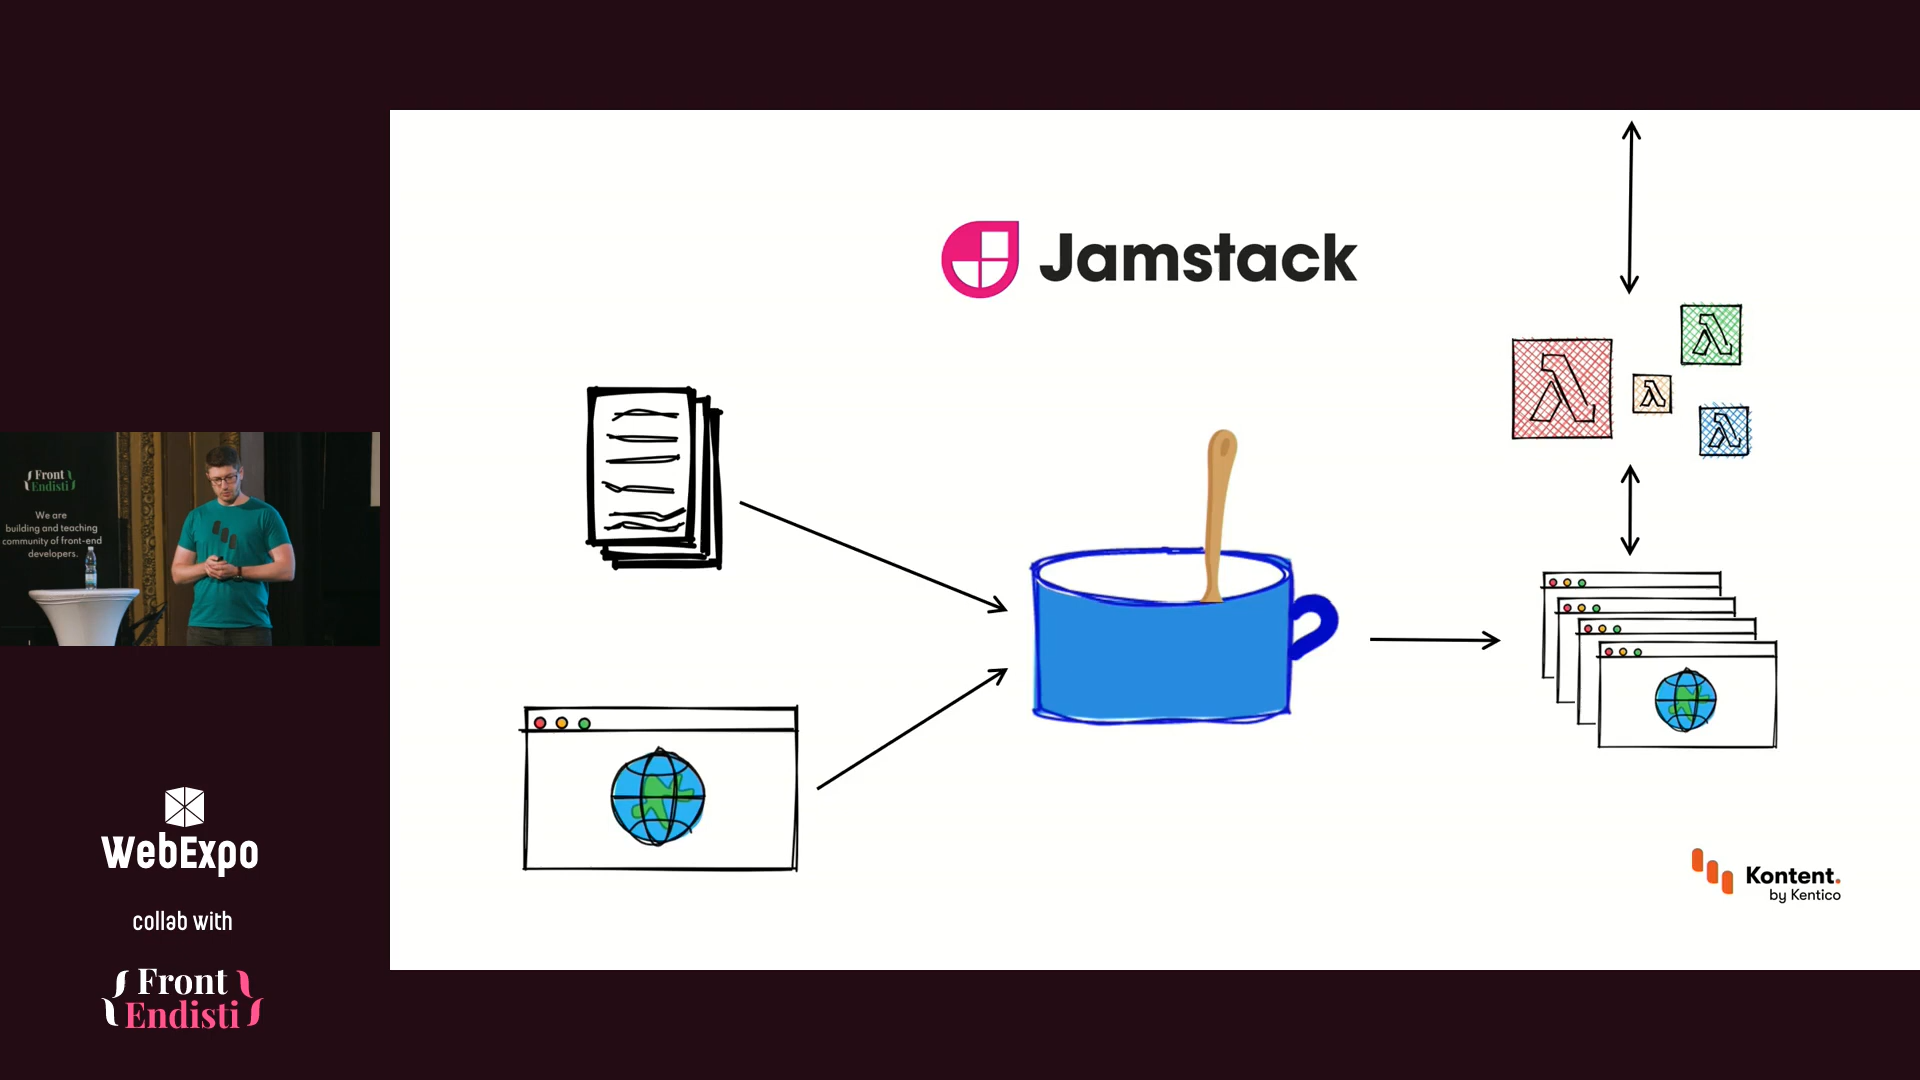 Front
Endisti
We are
building and teaching
community of front-end
developers.
WebExpo
collab with
Front
Endisti
Jamstack
λ
λ
λ
λ
Kontent.
by Kentico